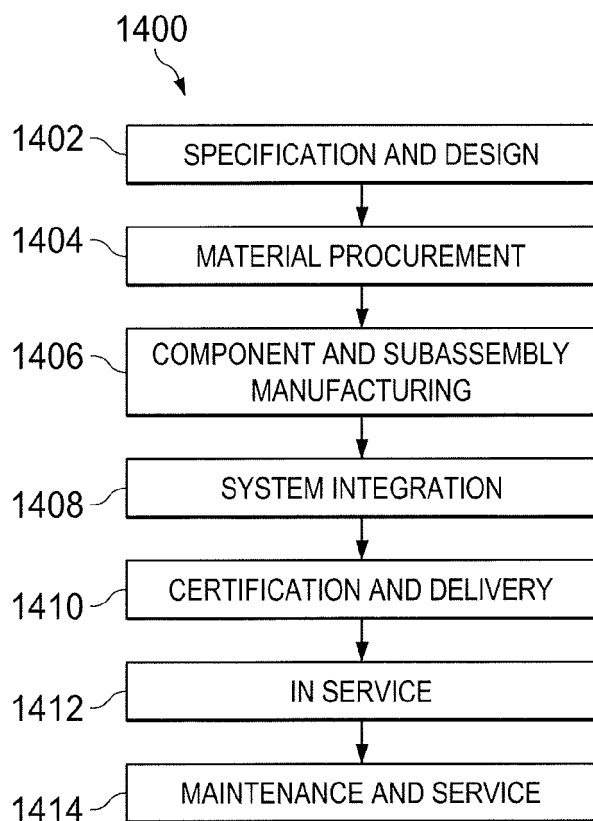 1400
1402
SPECIFICATION AND DESIGN
1404
MATERIAL PROCUREMENT
1406
COMPONENT AND SUBASSEMBLY
MANUFACTURING
1408
SYSTEM INTEGRATION
1410
CERTIFICATION AND DELIVERY
1412
IN SERVICE
1414
MAINTENANCE AND SERVICE